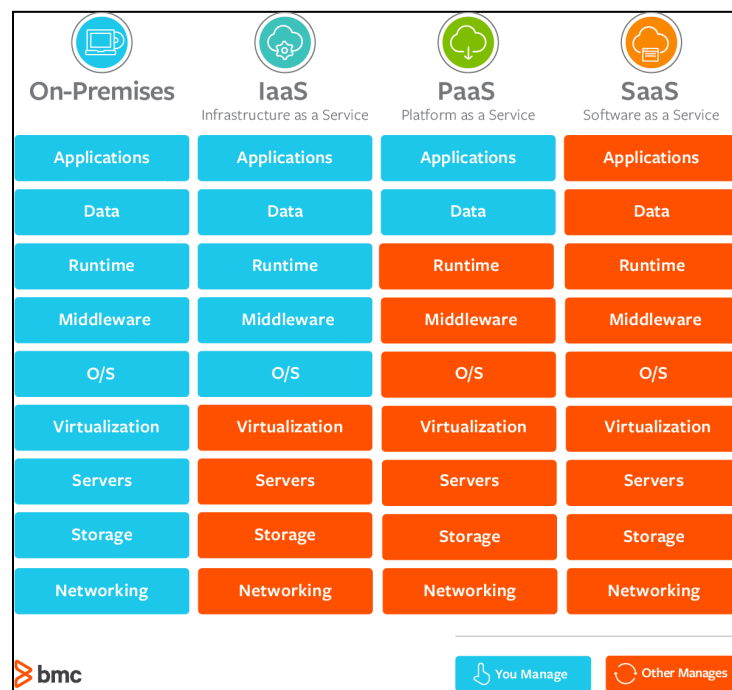 On-Premises IaaS PaaS SaaS
Infrastructure as a Service Platform as a Service Software as a Service
Applications Applications Applications Applications
Data Data Data Data
Runtime Runtime Runtime Runtime
Middleware Middleware Middleware Middleware
O/S O/S O/S O/S
Virtualization Virtualization Virtualization Virtualization
Servers Servers Servers Servers
Storage Storage Storage Storage
Networking Networking Networking Networking
bmc You Manage Other Manages